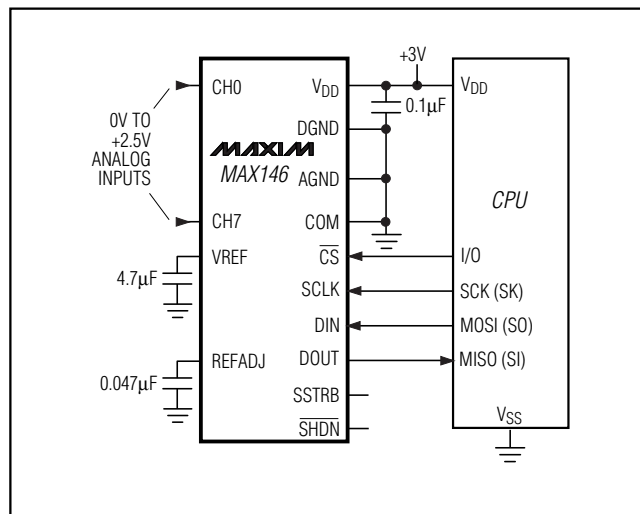 +3V
CH0
VDD
VDD
0.1µF
0V TO
+2.5V
ANALOG
INPUTS
DGND
MAXIM
MAX146
AGND
CPU
CH7
COM
VREF
CS
I/O
4.7µF
SCLK
SCK (SK)
DIN
MOSI (SO)
REFADJ
DOUT
MISO (SI)
0.047µF
SSTRB
SHDN
VSS